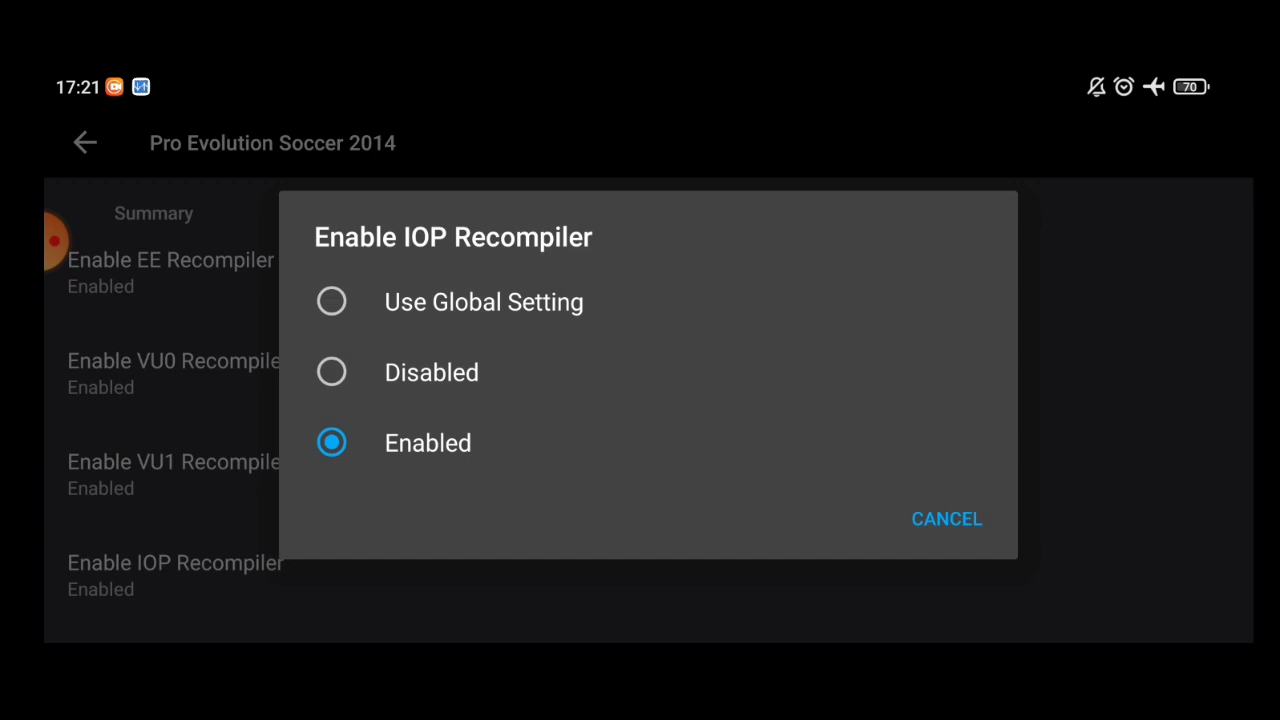 17:21
70
Pro Evolution Soccer 2014
Summary
Enable EE Recompiler
Enabled
Enable VU0 Recompile
Enabled
Enable VU1 Recompile
Enabled
Enable IOP Recompiler
Enabled
Enable IOP Recompiler
Use Global Setting
Disabled
Enabled
CANCEL